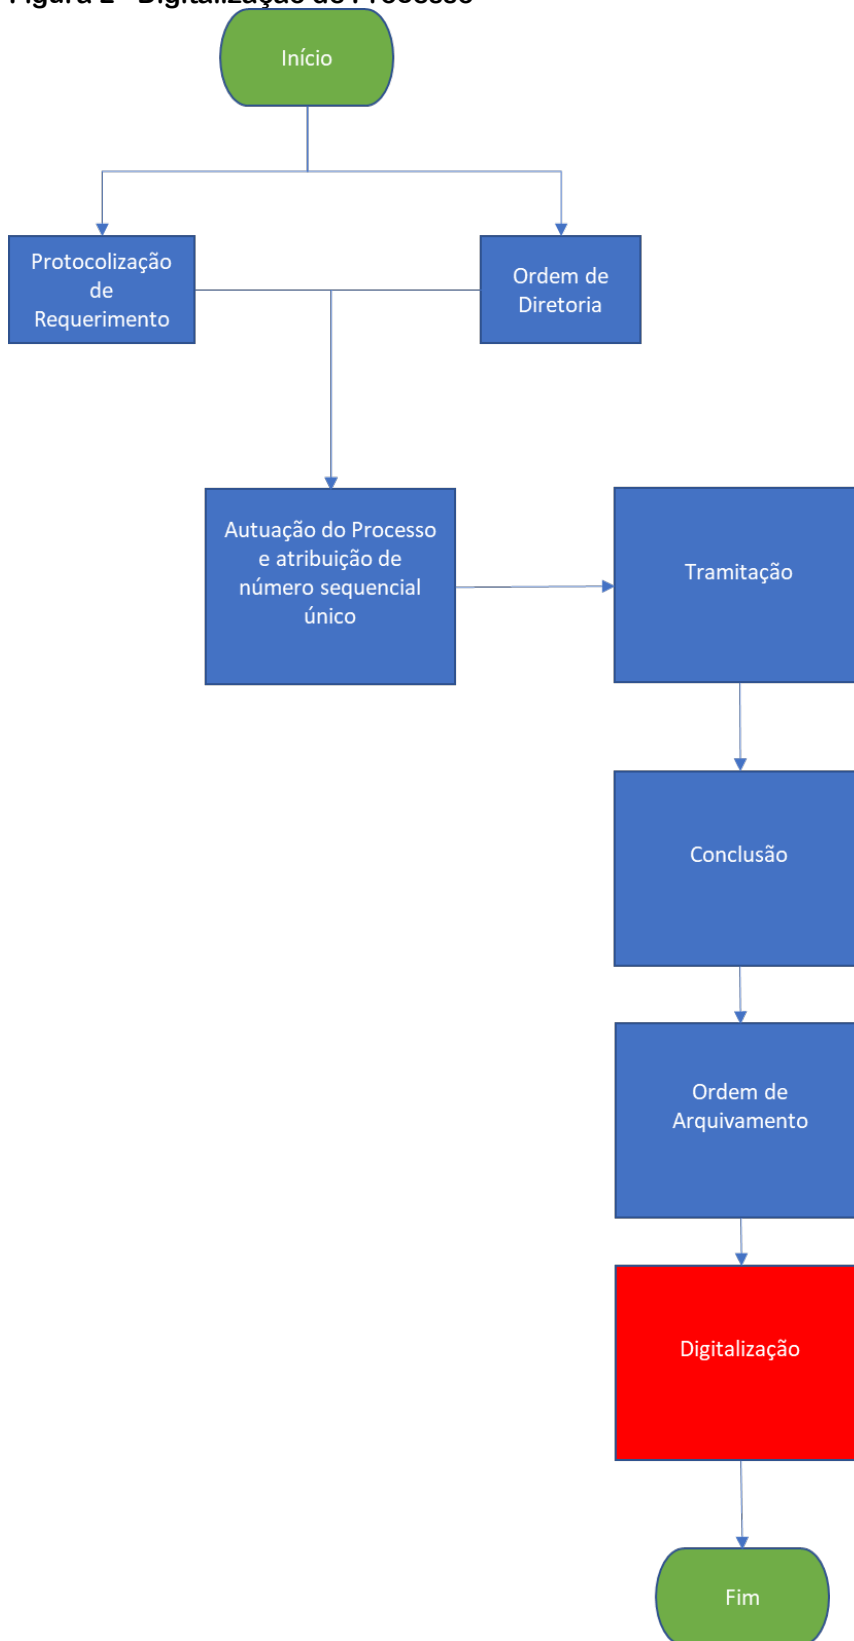 Início
Protocolização
de
Requerimento
Ordem de
Diretoria
Autuação do Processo
e atribuição de
número sequencial
único
Tramitação
Conclusão
Ordem de
Arquivamento
Digitalização
Fim